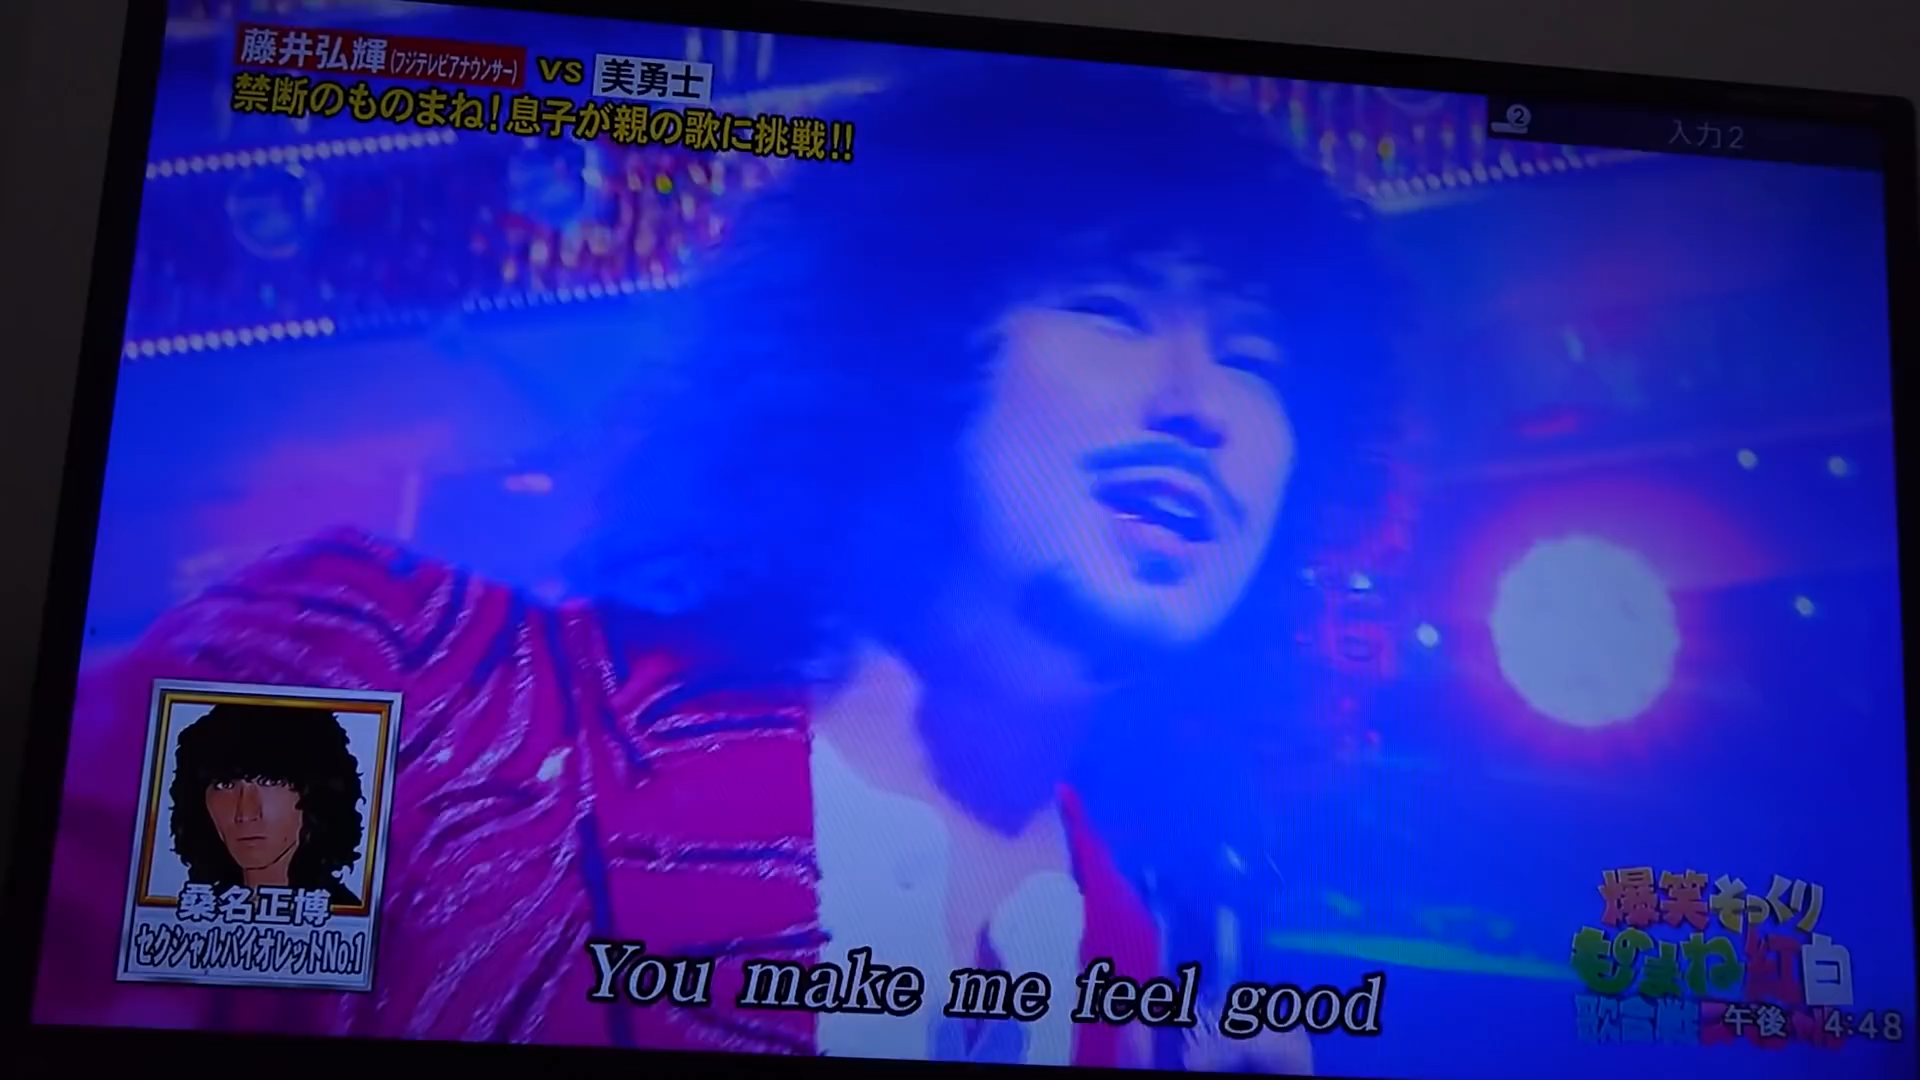 藤井弘輝(フジテレビアナウンサー) VS 美勇士
禁断のものまね!息子が親の歌に挑戦!!
2
入力2
桑名正博
セクシャルバイオレットNo.1
You make me feel good
爆笑そっくり
ものまね紅白
歌合戦
午後 4:48